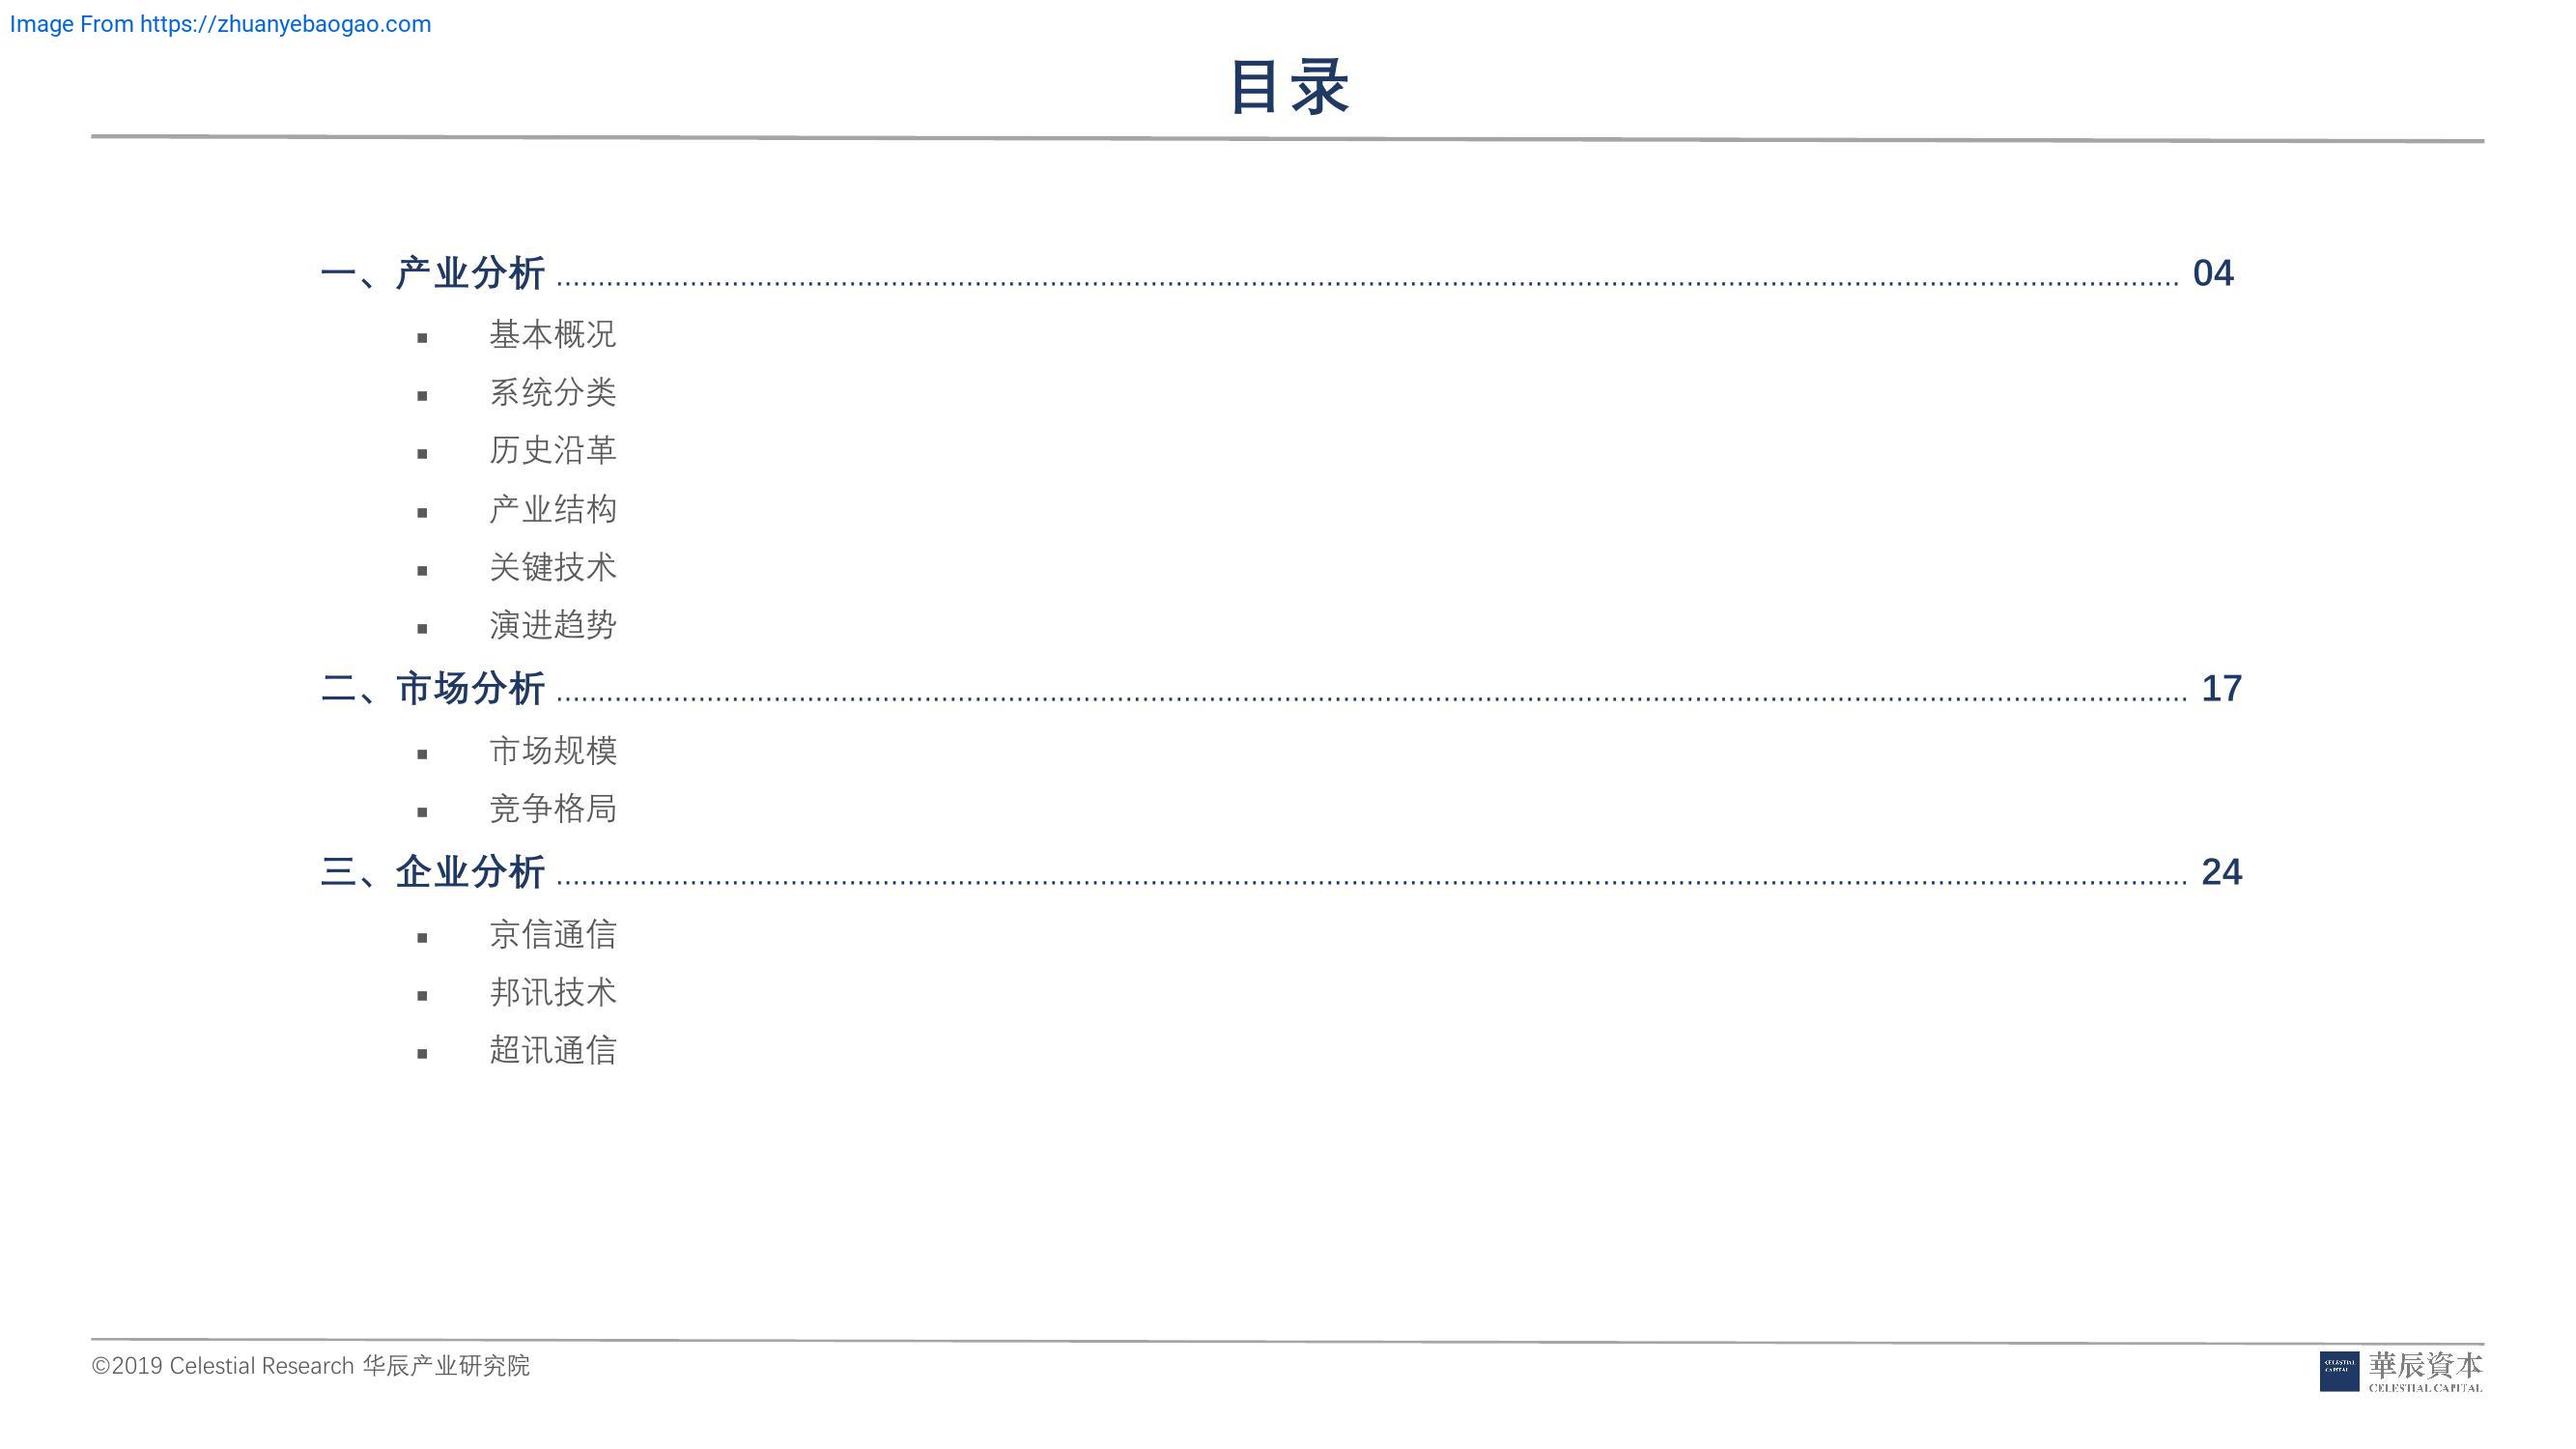 Image From https://zhuanyebaogao.com
目录
一、产业分析 ........................................ 04
▪ 基本概况
▪ 系统分类
▪ 历史沿革
▪ 产业结构
▪ 关键技术
▪ 演进趋势
二、市场分析 ........................................ 17
▪ 市场规模
▪ 竞争格局
三、企业分析 ........................................ 24
▪ 京信通信
▪ 邦讯技术
▪ 超讯通信
©2019 Celestial Research 华辰产业研究院
CELESTIAL
CAPITAL
華辰資本
CELESTIAL CAPITAL